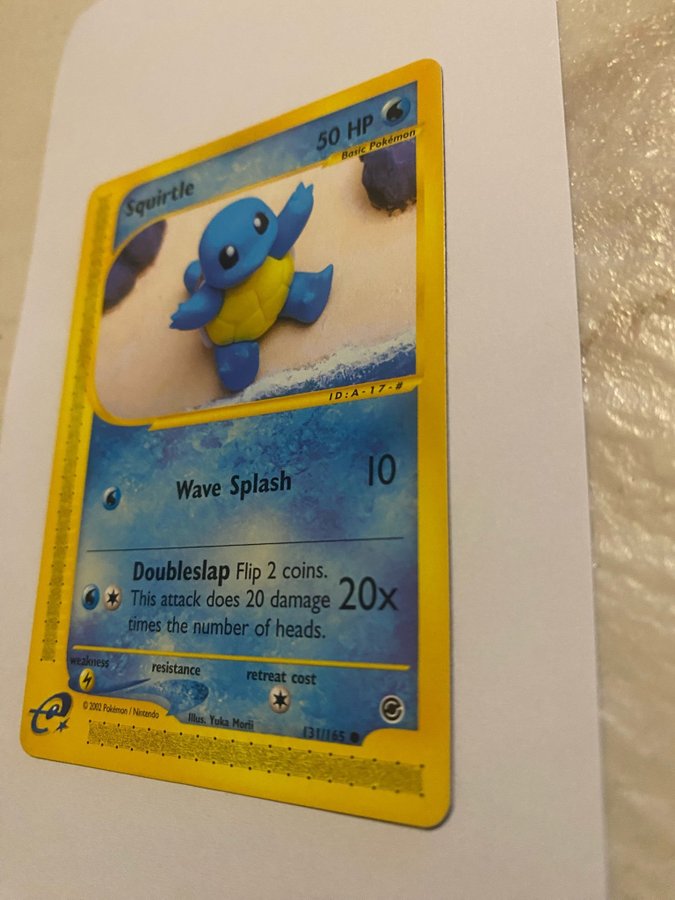 Squirtle 50 HP
Basic Pokémon
ID:A-17-#
Wave Splash 10
Doubleslap Flip 2 coins.
This attack does 20 damage 20x
times the number of heads.
weakness resistance retreat cost
© 2002 Pokémon / Nintendo Illus. Yuka Morii 131/165